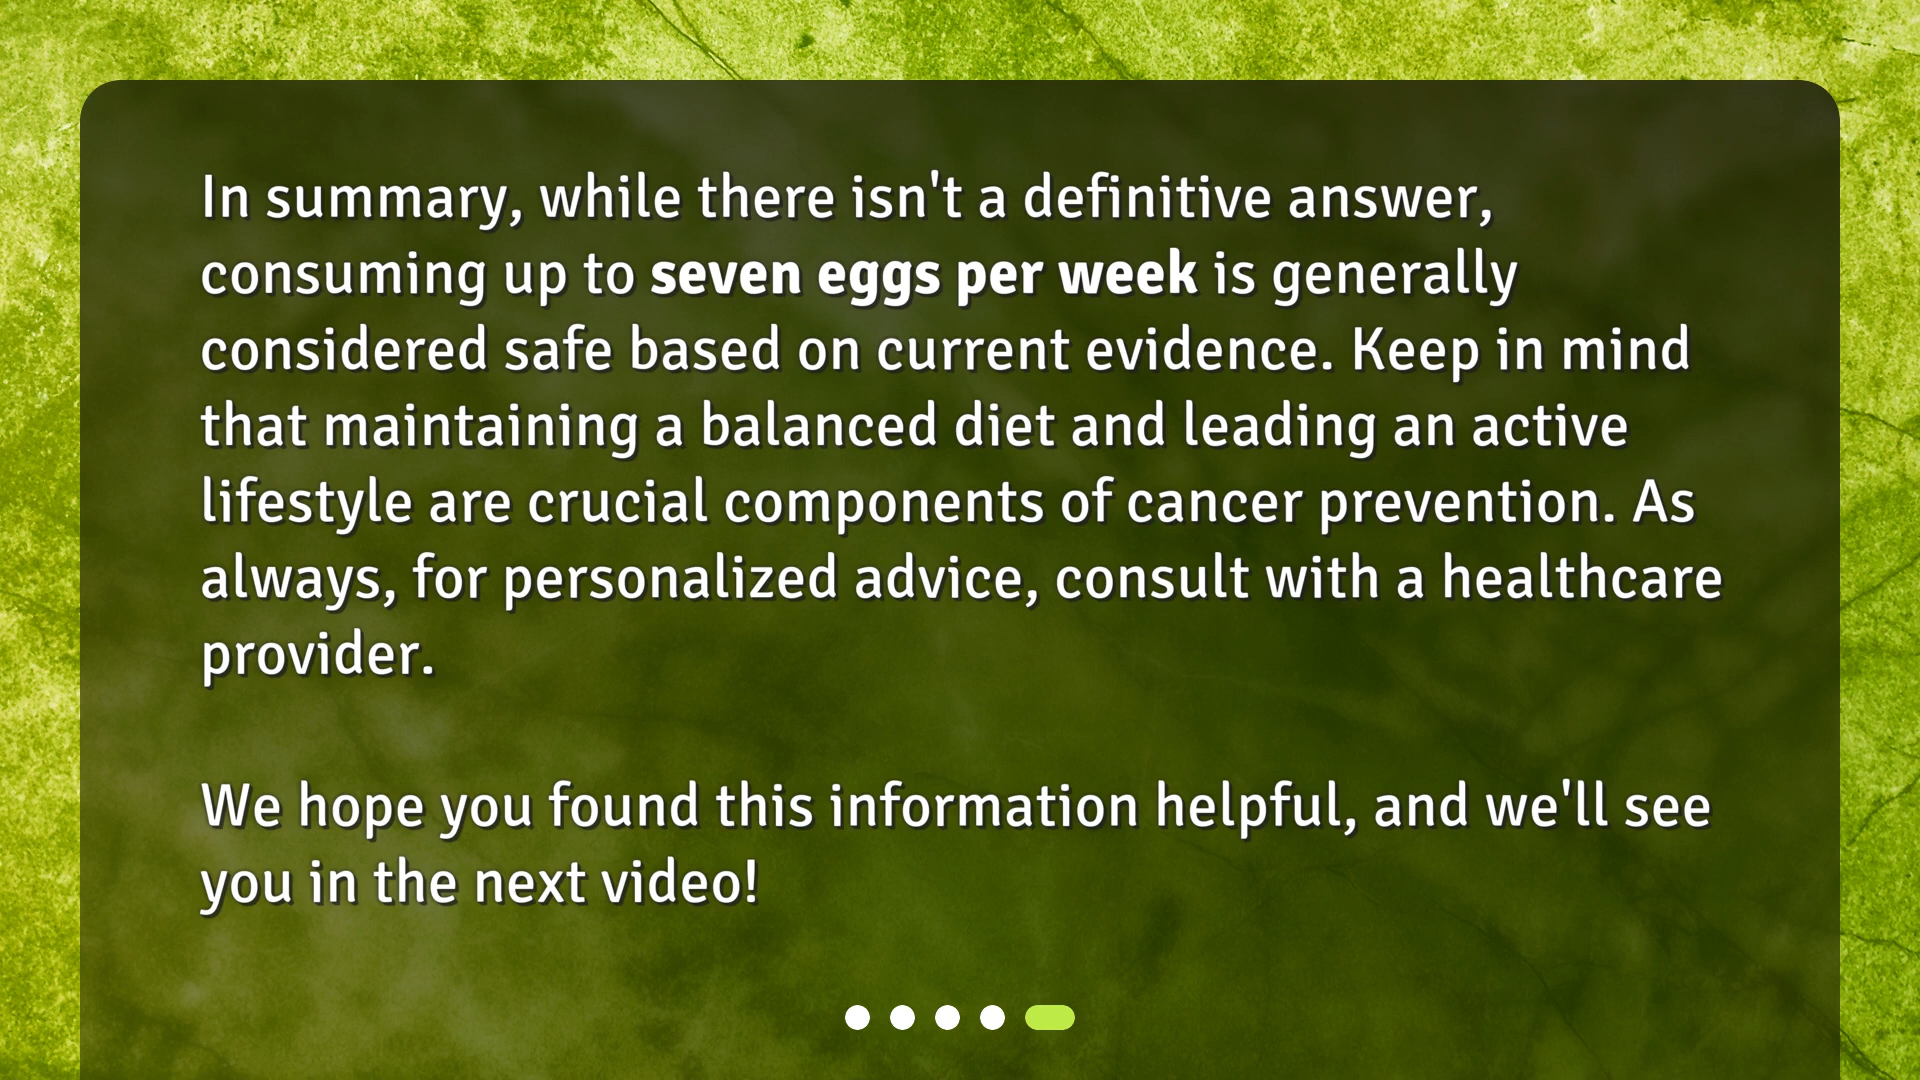 In summary, while there isn't a definitive answer,
consuming up to seven eggs per week is generally
considered safe based on current evidence. Keep in mind
that maintaining a balanced diet and leading an active
lifestyle are crucial components of cancer prevention. As
always, for personalized advice, consult with a healthcare
provider.
We hope you found this information helpful, and we'll see
you in the next video!